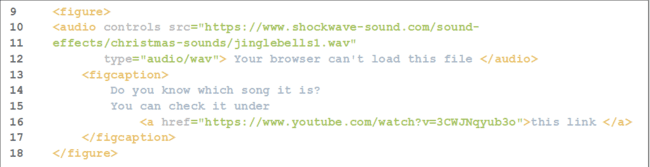 9 <figure>
10 <audio controls src="https://www.shockwave-sound.com/sound-
11 effects/christmas-sounds/jinglebells1.wav"
12 type="audio/wav"> Your browser can't load this file </audio>
13 <figcaption>
14 Do you know which song it is?
15 You can check it under
16 <a href="https://www.youtube.com/watch?v=3CWJNqyub3o">this link </a>
17 </figcaption>
18 </figure>